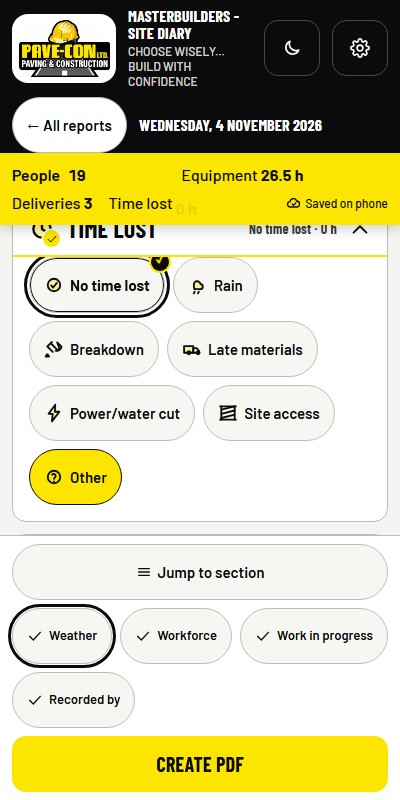 PAVE-CON LTD.
PAVING & CONSTRUCTION
MASTERBUILDERS -
SITE DIARY
CHOOSE WISELY...
BUILD WITH
CONFIDENCE
← All reports
WEDNESDAY, 4 NOVEMBER 2026
People 19
Equipment 26.5 h
Deliveries 3
Time lost 0 h
Saved on phone
TIME LOST
No time lost · 0 h
No time lost
Rain
Breakdown
Late materials
Power/water cut
Site access
Other
Jump to section
Weather
Workforce
Work in progress
Recorded by
CREATE PDF